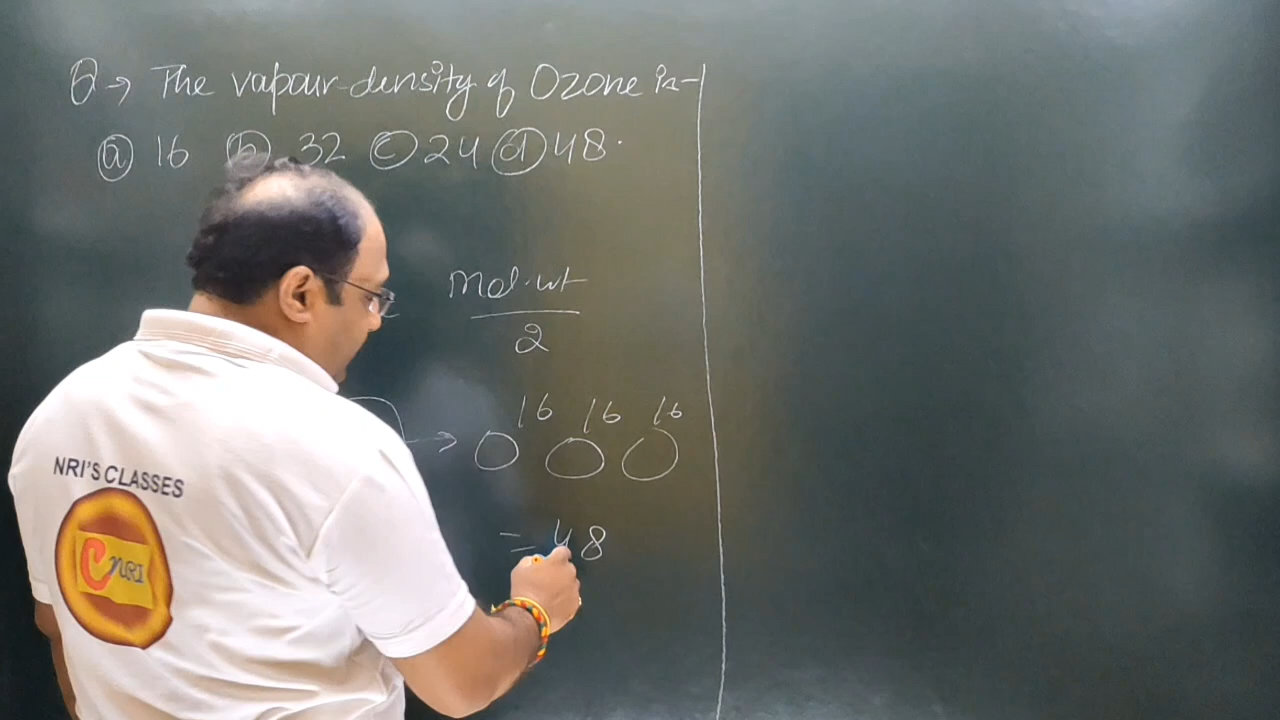 Q→ The vapour density of Ozone is-
(a) 16 (b) 32 (c) 24 (d) 48.
mol.wt
2
16 16 16
→ O O O
= 48
NRI'S CLASSES
CNRI